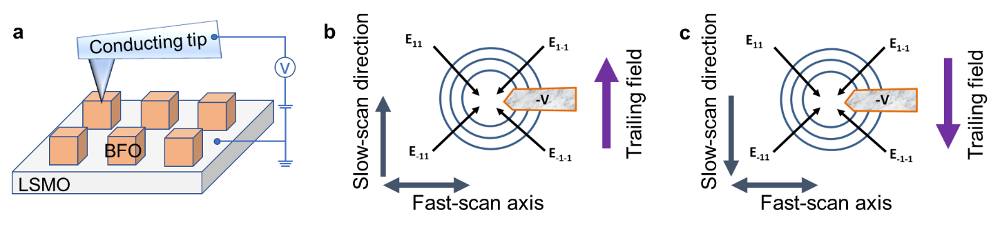 a
Conducting tip
V
BFO
LSMO
b
Slow-scan direction
E11
E1-1
-V
E-11
E-1-1
Trailing field
Fast-scan axis
c
Slow-scan direction
E11
E1-1
-V
E-11
E-1-1
Trailing field
Fast-scan axis